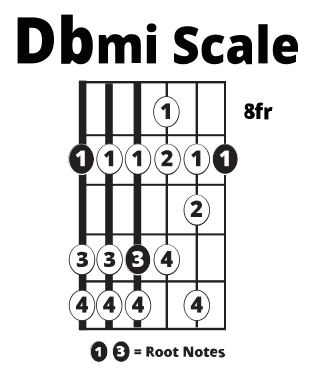 Dbmi Scale
1 8fr
1 1 1 2 1 1
2
3 3 3 4
4 4 4 4
1 3 = Root Notes